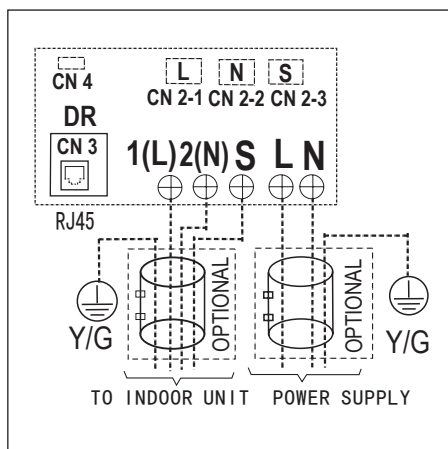 CN 4
L N S
CN 2-1 CN 2-2 CN 2-3
DR
CN 3
1(L) 2(N) S L N
RJ45
Y/G
OPTIONAL
OPTIONAL
Y/G
TO INDOOR UNIT POWER SUPPLY